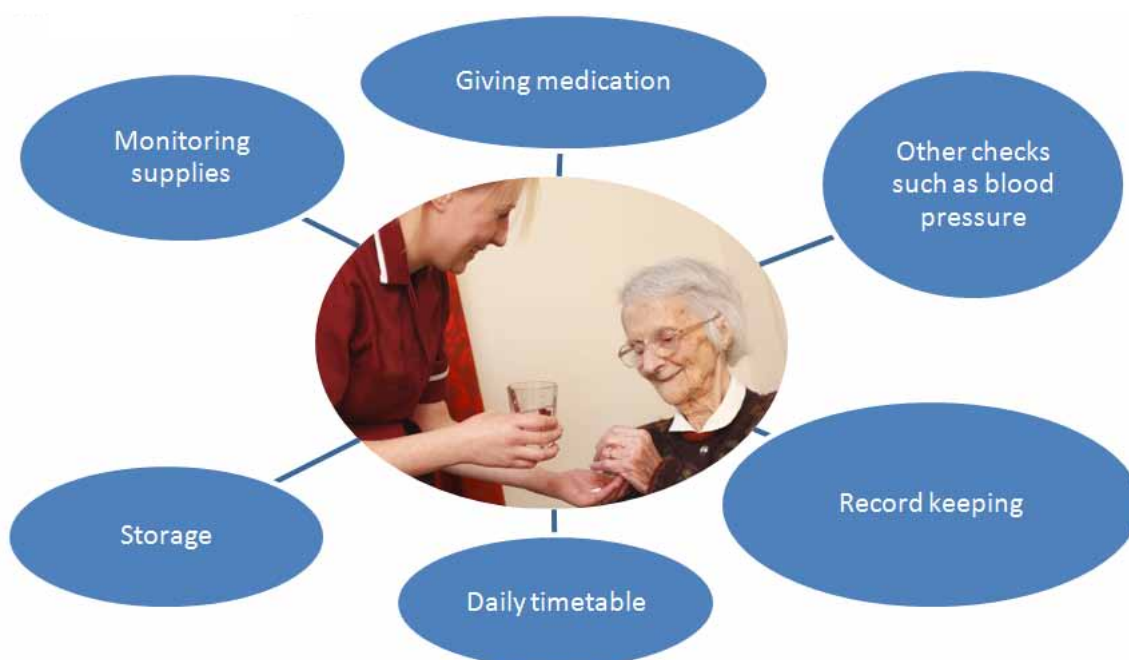 Giving medication
Monitoring
supplies
Other checks
such as blood
pressure
Storage
Record keeping
Daily timetable